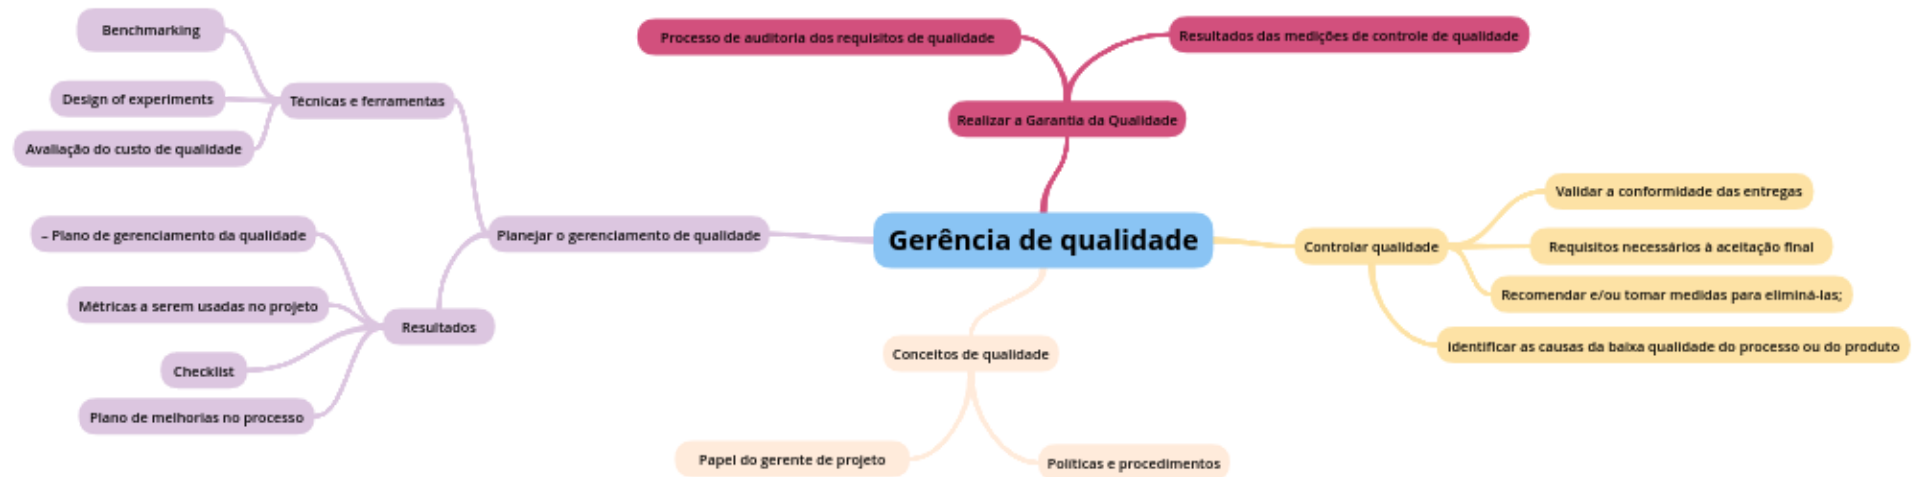 Gerência de qualidade
Planejar o gerenciamento de qualidade
Técnicas e ferramentas
Benchmarking
Design of experiments
Avaliação do custo de qualidade
Resultados
– Plano de gerenciamento da qualidade
Métricas a serem usadas no projeto
Checklist
Plano de melhorias no processo
Realizar a Garantia da Qualidade
Processo de auditoria dos requisitos de qualidade
Resultados das medições de controle de qualidade
Controlar qualidade
Validar a conformidade das entregas
Requisitos necessários à aceitação final
Recomendar e/ou tomar medidas para eliminá-las;
identificar as causas da baixa qualidade do processo ou do produto
Conceitos de qualidade
Papel do gerente de projeto
Políticas e procedimentos